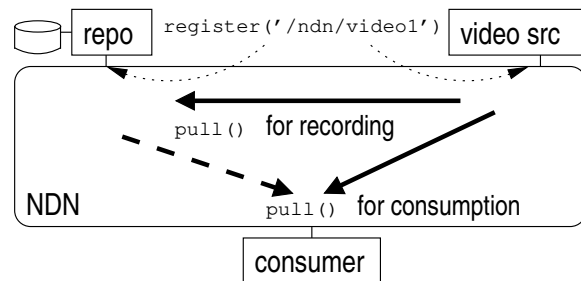 repo register('/ndn/video1') video src
pull() for recording
NDN pull() for consumption
consumer